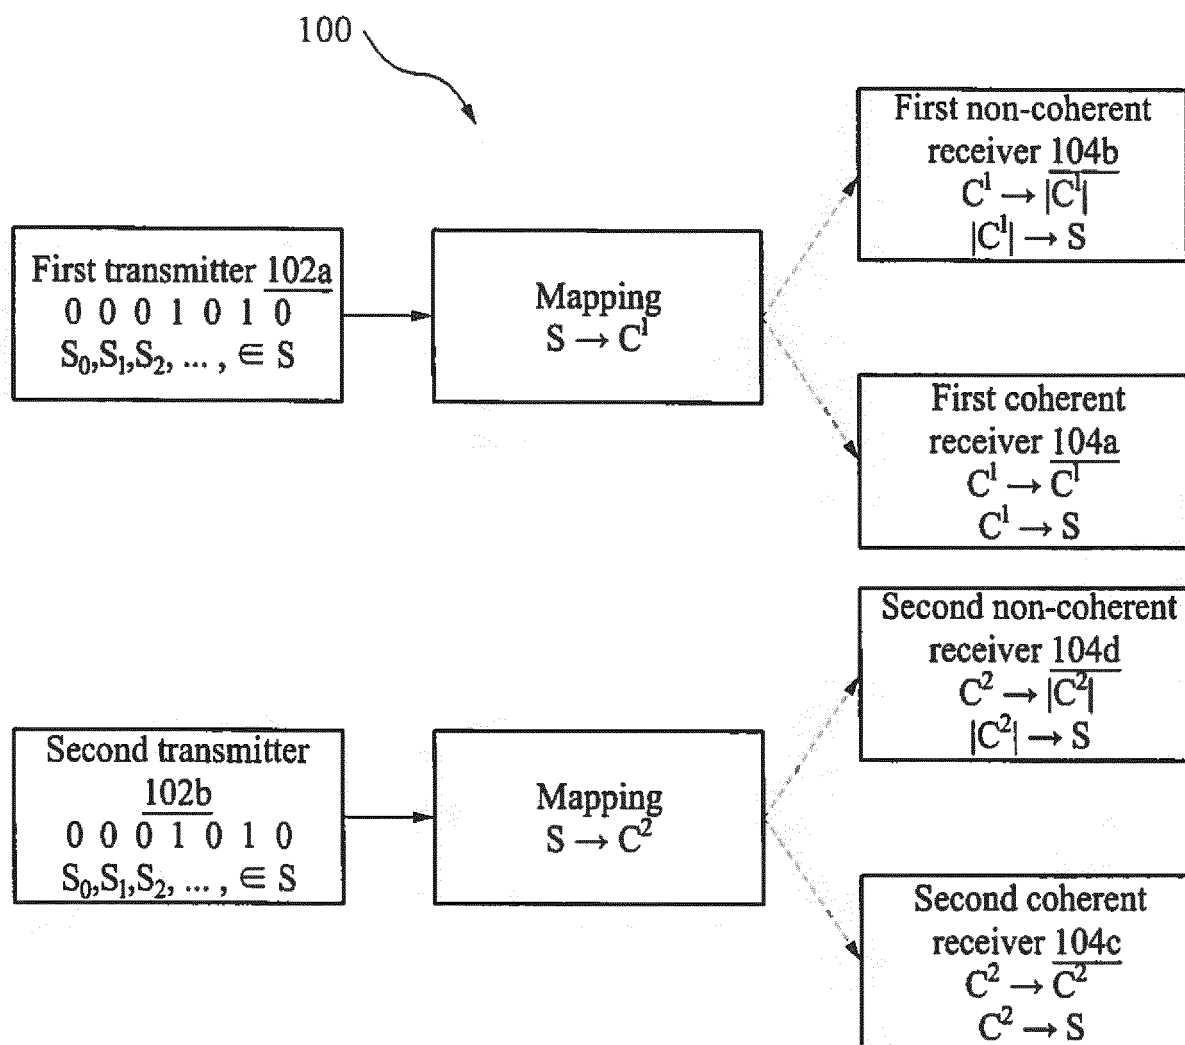 100
First non-coherent
receiver 104b
C¹ → |C¹|
|C¹| → S
First transmitter 102a
0 0 0 1 0 1 0
S₀,S₁,S₂, ... , ∈ S
Mapping
S → C¹
First coherent
receiver 104a
C¹ → C¹
C¹ → S
Second non-coherent
receiver 104d
C² → |C²|
|C²| → S
Second transmitter
102b
0 0 0 1 0 1 0
S₀,S₁,S₂, ... , ∈ S
Mapping
S → C²
Second coherent
receiver 104c
C² → C²
C² → S